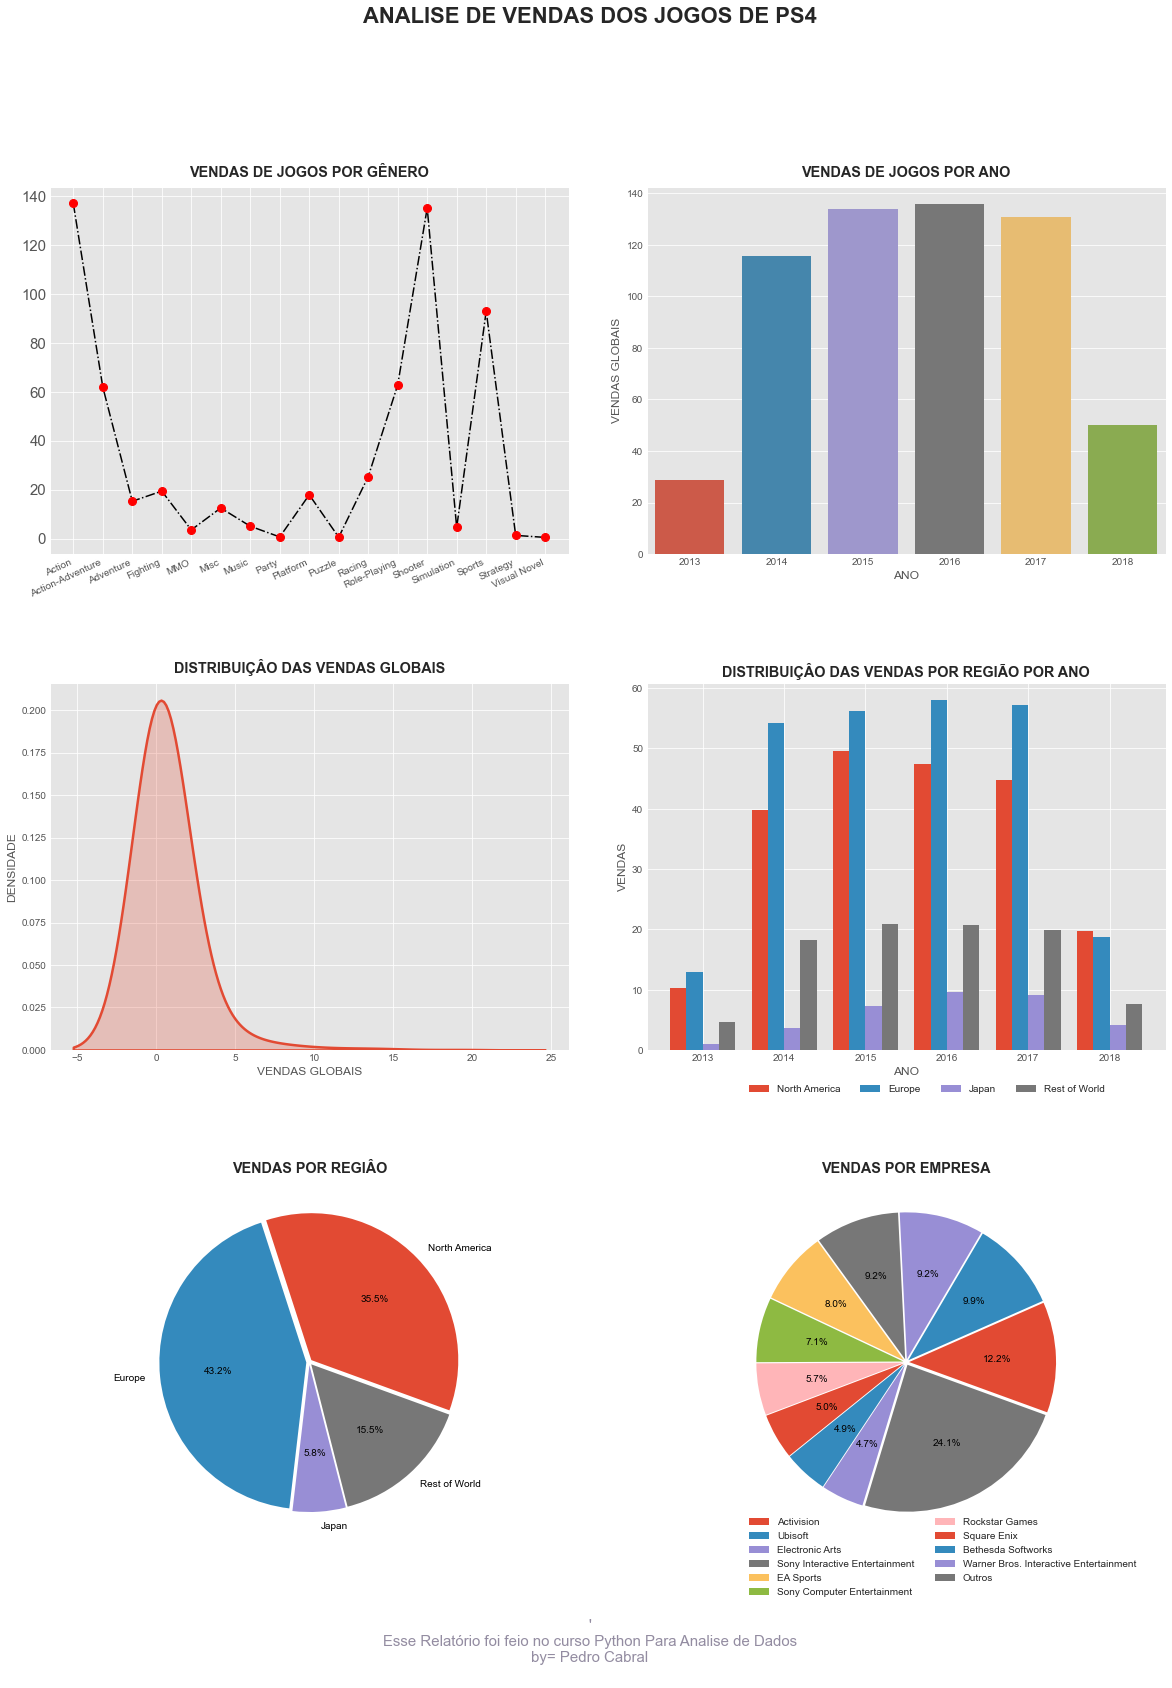 ANALISE DE VENDAS DOS JOGOS DE PS4
VENDAS DE JOGOS POR GÊNERO
140
120
100
80
60
40
20
0
Action
Action-Adventure
Adventure
Fighting
MMO
Misc
Music
Party
Platform
Puzzle
Racing
Role-Playing
Shooter
Simulation
Sports
Strategy
Visual Novel
VENDAS DE JOGOS POR ANO
VENDAS GLOBAIS
140
120
100
80
60
40
20
0
2013 2014 2015 2016 2017 2018
ANO
DISTRIBUIÇÂO DAS VENDAS GLOBAIS
DENSIDADE
0.200
0.175
0.150
0.125
0.100
0.075
0.050
0.025
0.000
−5 0 5 10 15 20 25
VENDAS GLOBAIS
DISTRIBUIÇÂO DAS VENDAS POR REGIÃO POR ANO
VENDAS
60
50
40
30
20
10
0
2013 2014 2015 2016 2017 2018
ANO
North America Europe Japan Rest of World
VENDAS POR REGIÂO
North America
35.5%
43.2%
Europe
15.5%
5.8%
Rest of World
Japan
VENDAS POR EMPRESA
9.2%
9.2%
9.9%
8.0%
7.1%
12.2%
5.7%
5.0%
4.9%
4.7%
24.1%
Activision
Ubisoft
Electronic Arts
Sony Interactive Entertainment
EA Sports
Sony Computer Entertainment
Rockstar Games
Square Enix
Bethesda Softworks
Warner Bros. Interactive Entertainment
Outros
'
Esse Relatório foi feio no curso Python Para Analise de Dados
by= Pedro Cabral